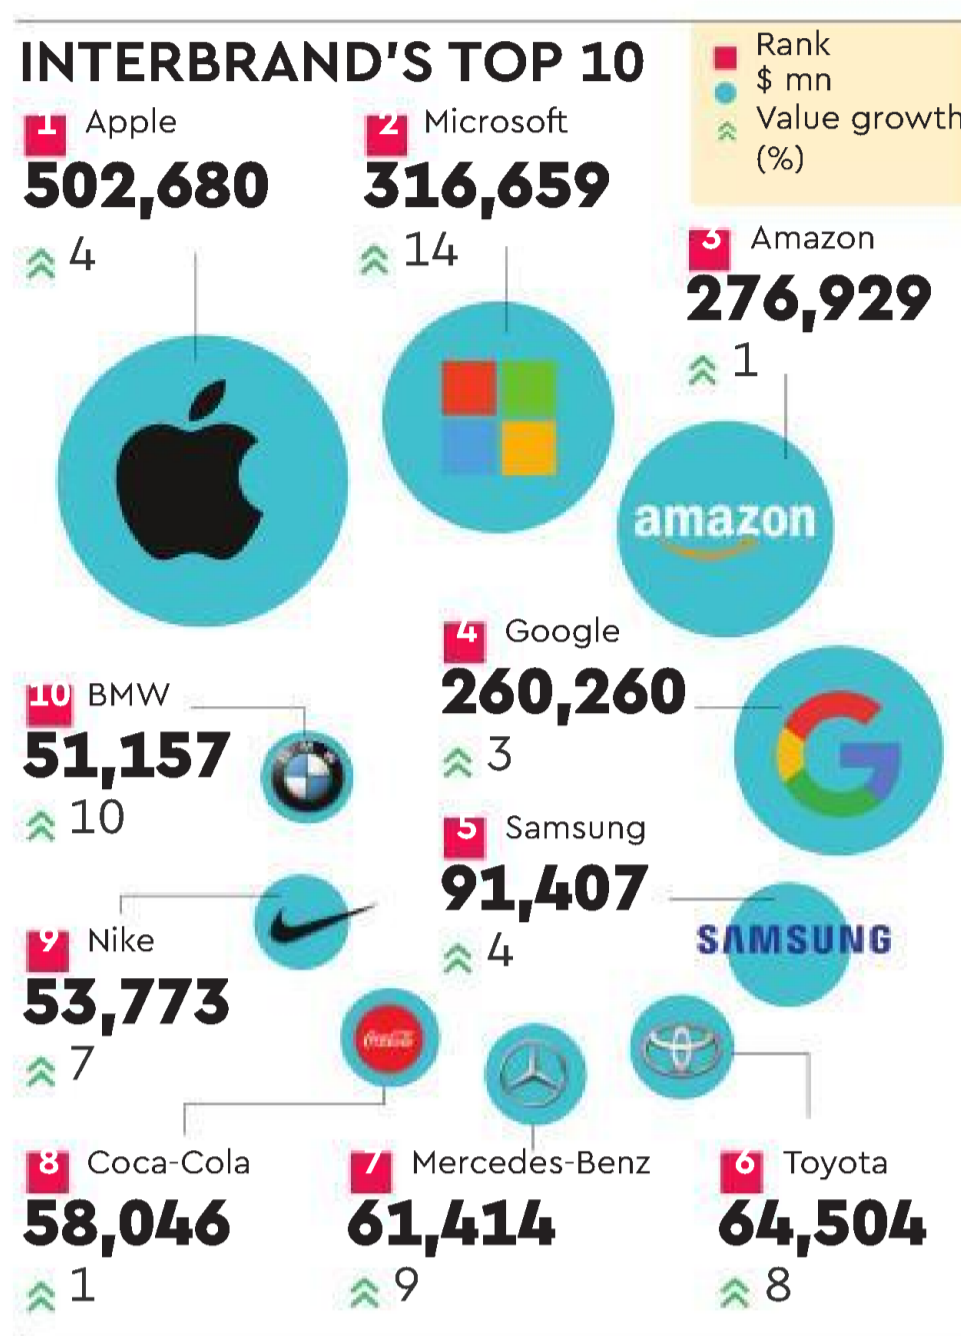 INTERBRAND'S TOP 10
Rank
$ mn
Value growth
(%)
1 Apple
502,680
4
2 Microsoft
316,659
14
3 Amazon
276,929
1
amazon
4 Google
260,260
3
G
5 Samsung
91,407
4
SAMSUNG
6 Toyota
64,504
8
7 Mercedes-Benz
61,414
9
8 Coca-Cola
58,046
1
Coca-Cola
9 Nike
53,773
7
10 BMW
51,157
10
BMW